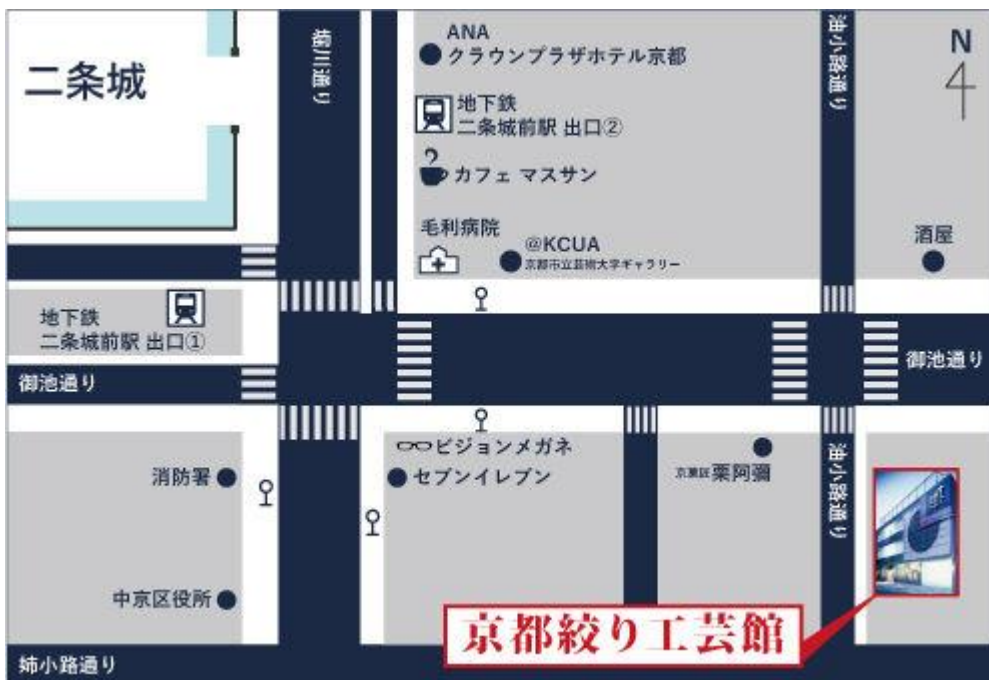 二条城
堀川通り
ANA
クラウンプラザホテル京都
油小路通り
N
地下鉄
二条城前駅 出口②
カフェ マスサン
毛利病院
@KCUA
京都市立芸術大学ギャラリー
酒屋
地下鉄
二条城前駅 出口①
御池通り
御池通り
ビジョンメガネ
セブンイレブン
消防署
京菓匠 栗阿彌
油小路通り
中京区役所
京都絞り工芸館
姉小路通り